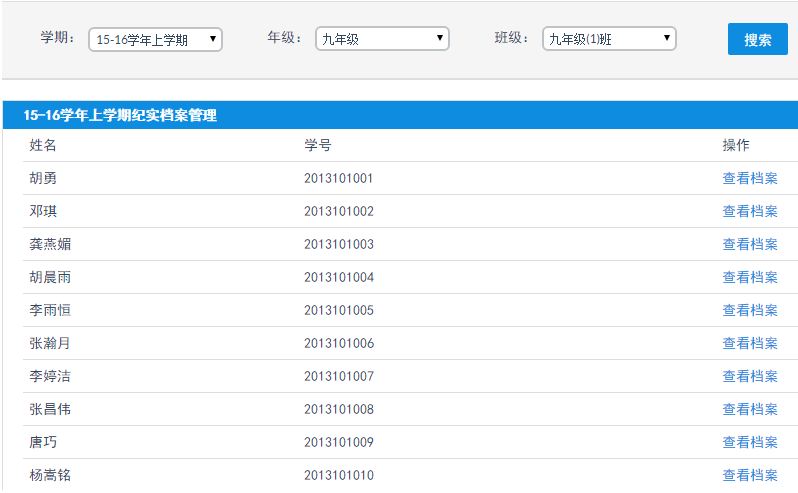 学期： 15-16学年上学期 年级： 九年级 班级： 九年级(1)班 搜索
15-16学年上学期纪实档案管理
姓名 学号 操作
胡勇 2013101001 查看档案
邓琪 2013101002 查看档案
龚燕媚 2013101003 查看档案
胡晨雨 2013101004 查看档案
李雨恒 2013101005 查看档案
张瀚月 2013101006 查看档案
李婷洁 2013101007 查看档案
张昌伟 2013101008 查看档案
唐巧 2013101009 查看档案
杨嵩铭 2013101010 查看档案